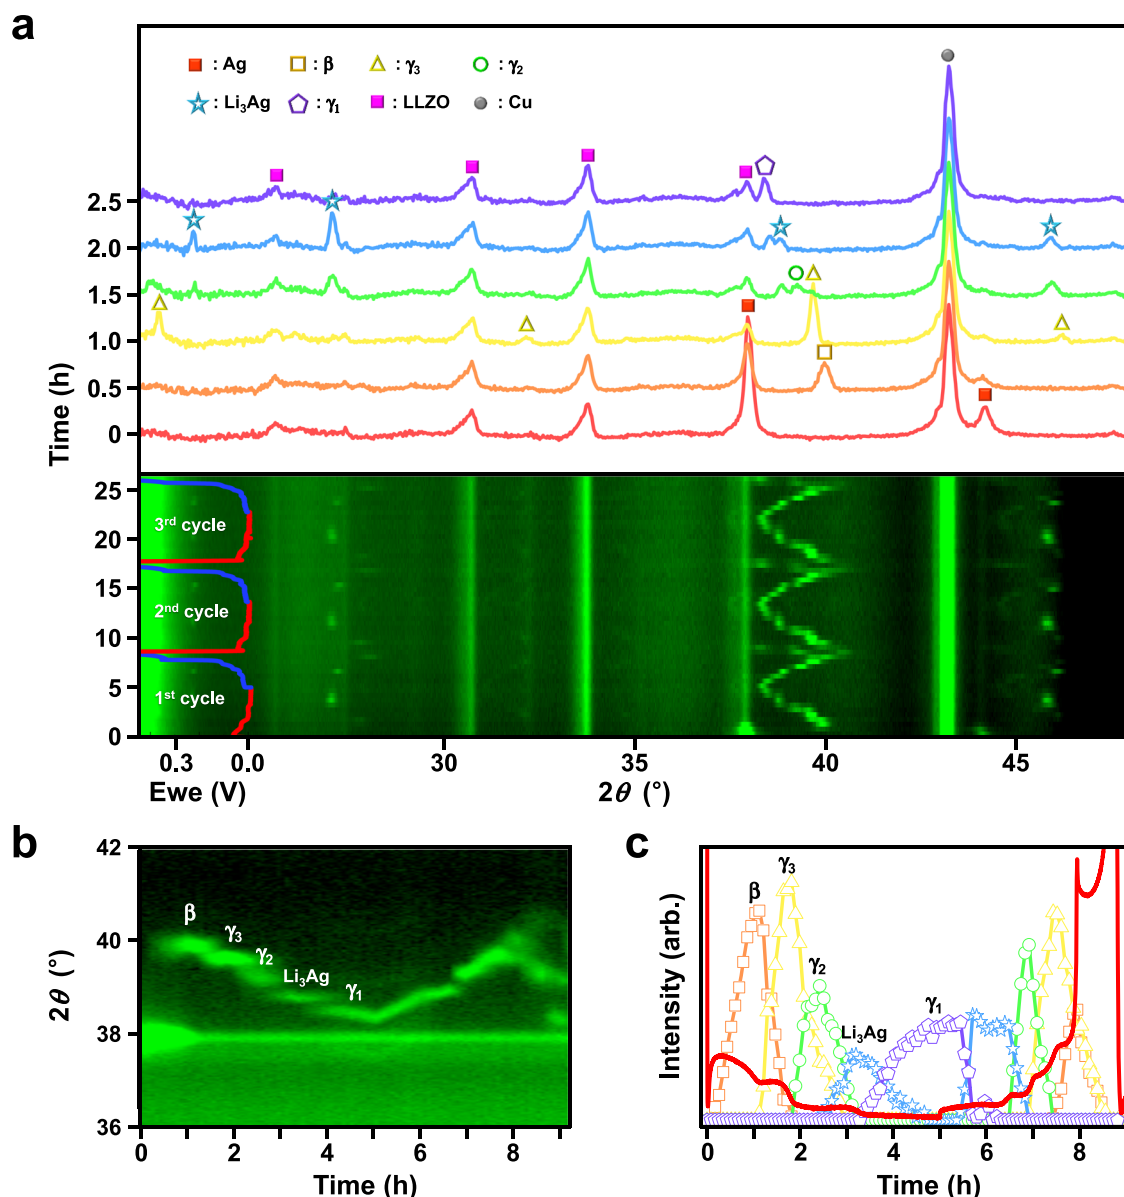 a
: Ag : β : γ3 : γ2
: Li3Ag : γ1 : LLZO : Cu
Time (h)
2.5
2.0
1.5
1.0
0.5
0
25
20
15
10
5
0
3rd cycle
2nd cycle
1st cycle
0.3 0.0 30 35 40 45
Ewe (V) 2θ (°)
b
2θ (°)
42
40
38
36
β
γ3
γ2
Li3Ag
γ1
0 2 4 6 8
Time (h)
c
Intensity (arb.)
γ3
β
γ2
γ1
Li3Ag
0 2 4 6 8
Time (h)